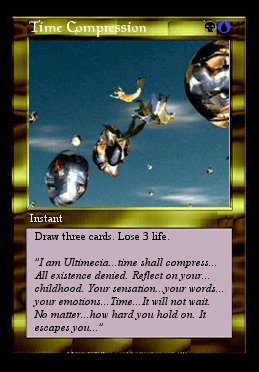 Time Compression
Instant
Draw three cards. Lose 3 life.
"I am Ultimecia...time shall compress...
All existence denied. Reflect on your...
childhood. Your sensation...your words...
your emotions...Time...It will not wait.
No matter...how hard you hold on. It
escapes you..."